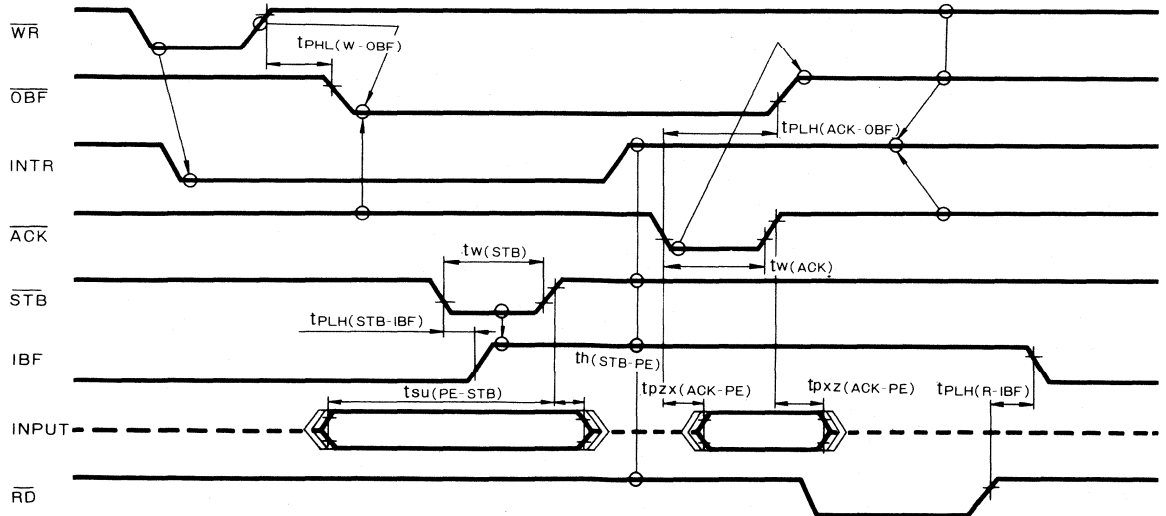 WR
tPHL(W-OBF)
OBF
tPLH(ACK-OBF)
INTR
ACK
tW(STB)
tW(ACK)
STB
tPLH(STB-IBF)
IBF
th(STB-PE)
tsu(PE-STB)
tpzx(ACK-PE)
tpxz(ACK-PE)
tPLH(R-IBF)
INPUT
RD